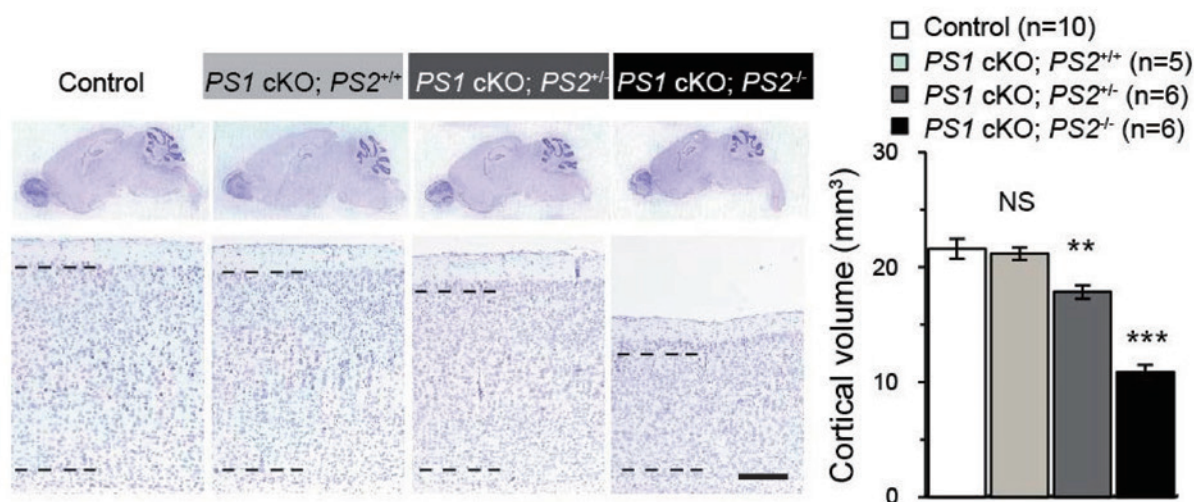 Control
PS1 cKO; PS2+/+
PS1 cKO; PS2+/-
PS1 cKO; PS2-/-
Control (n=10)
PS1 cKO; PS2+/+ (n=5)
PS1 cKO; PS2+/- (n=6)
PS1 cKO; PS2-/- (n=6)
Cortical volume (mm³)
30
20
10
0
NS
**
***